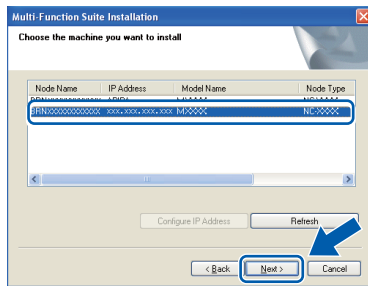 Multi-Function Suite Installation
Choose the machine you want to install
Node Name IP Address Model Name Node Type
BRNxxxxxxxxxxxx xxx.xxx.xxx.xxx MXXXX NC-XXXX
Configure IP Address Refresh
< Back Next > Cancel